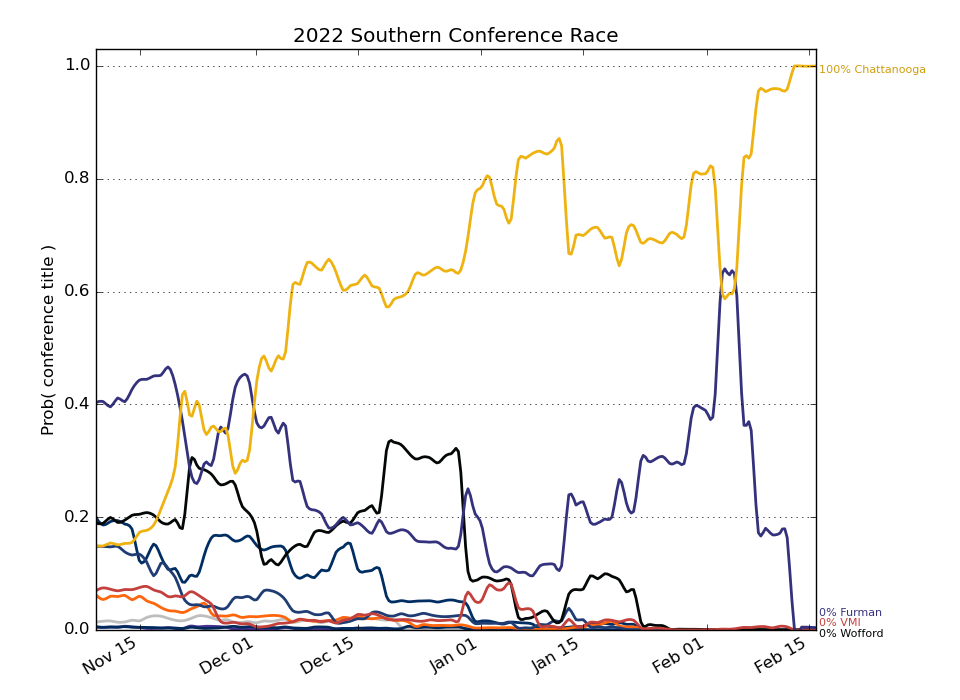 2022 Southern Conference Race
Prob( conference title )
1.0
0.8
0.6
0.4
0.2
0.0
Nov 15
Dec 01
Dec 15
Jan 01
Jan 15
Feb 01
Feb 15
100% Chattanooga
0% Furman
0% VMI
0% Wofford